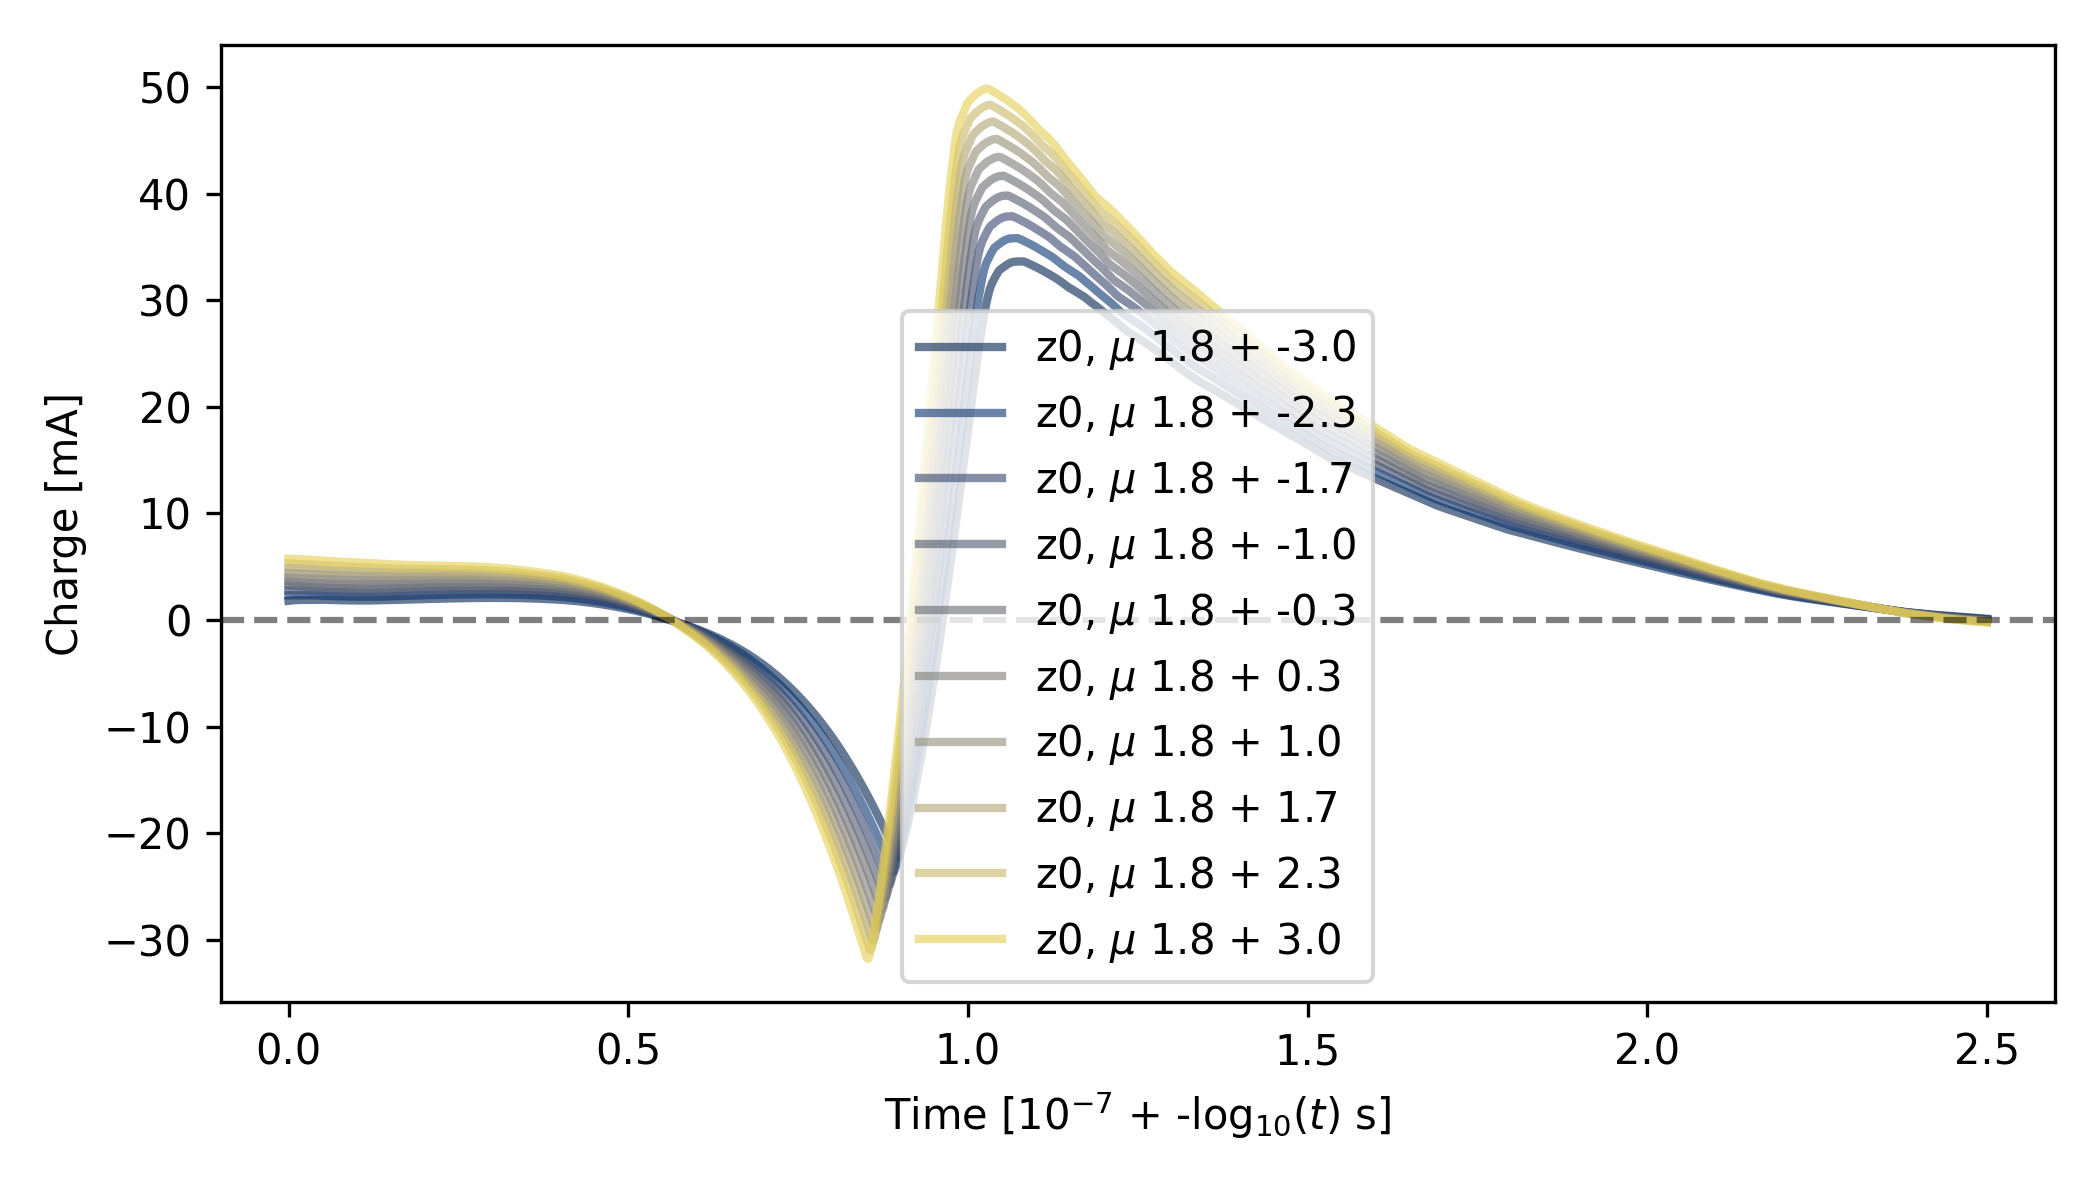 50
40
30
20
10
0
−10
−20
−30
Charge [mA]
z0, μ 1.8 + -3.0
z0, μ 1.8 + -2.3
z0, μ 1.8 + -1.7
z0, μ 1.8 + -1.0
z0, μ 1.8 + -0.3
z0, μ 1.8 + 0.3
z0, μ 1.8 + 1.0
z0, μ 1.8 + 1.7
z0, μ 1.8 + 2.3
z0, μ 1.8 + 3.0
0.0 0.5 1.0 1.5 2.0 2.5
Time [10⁻⁷ + -log₁₀(t) s]